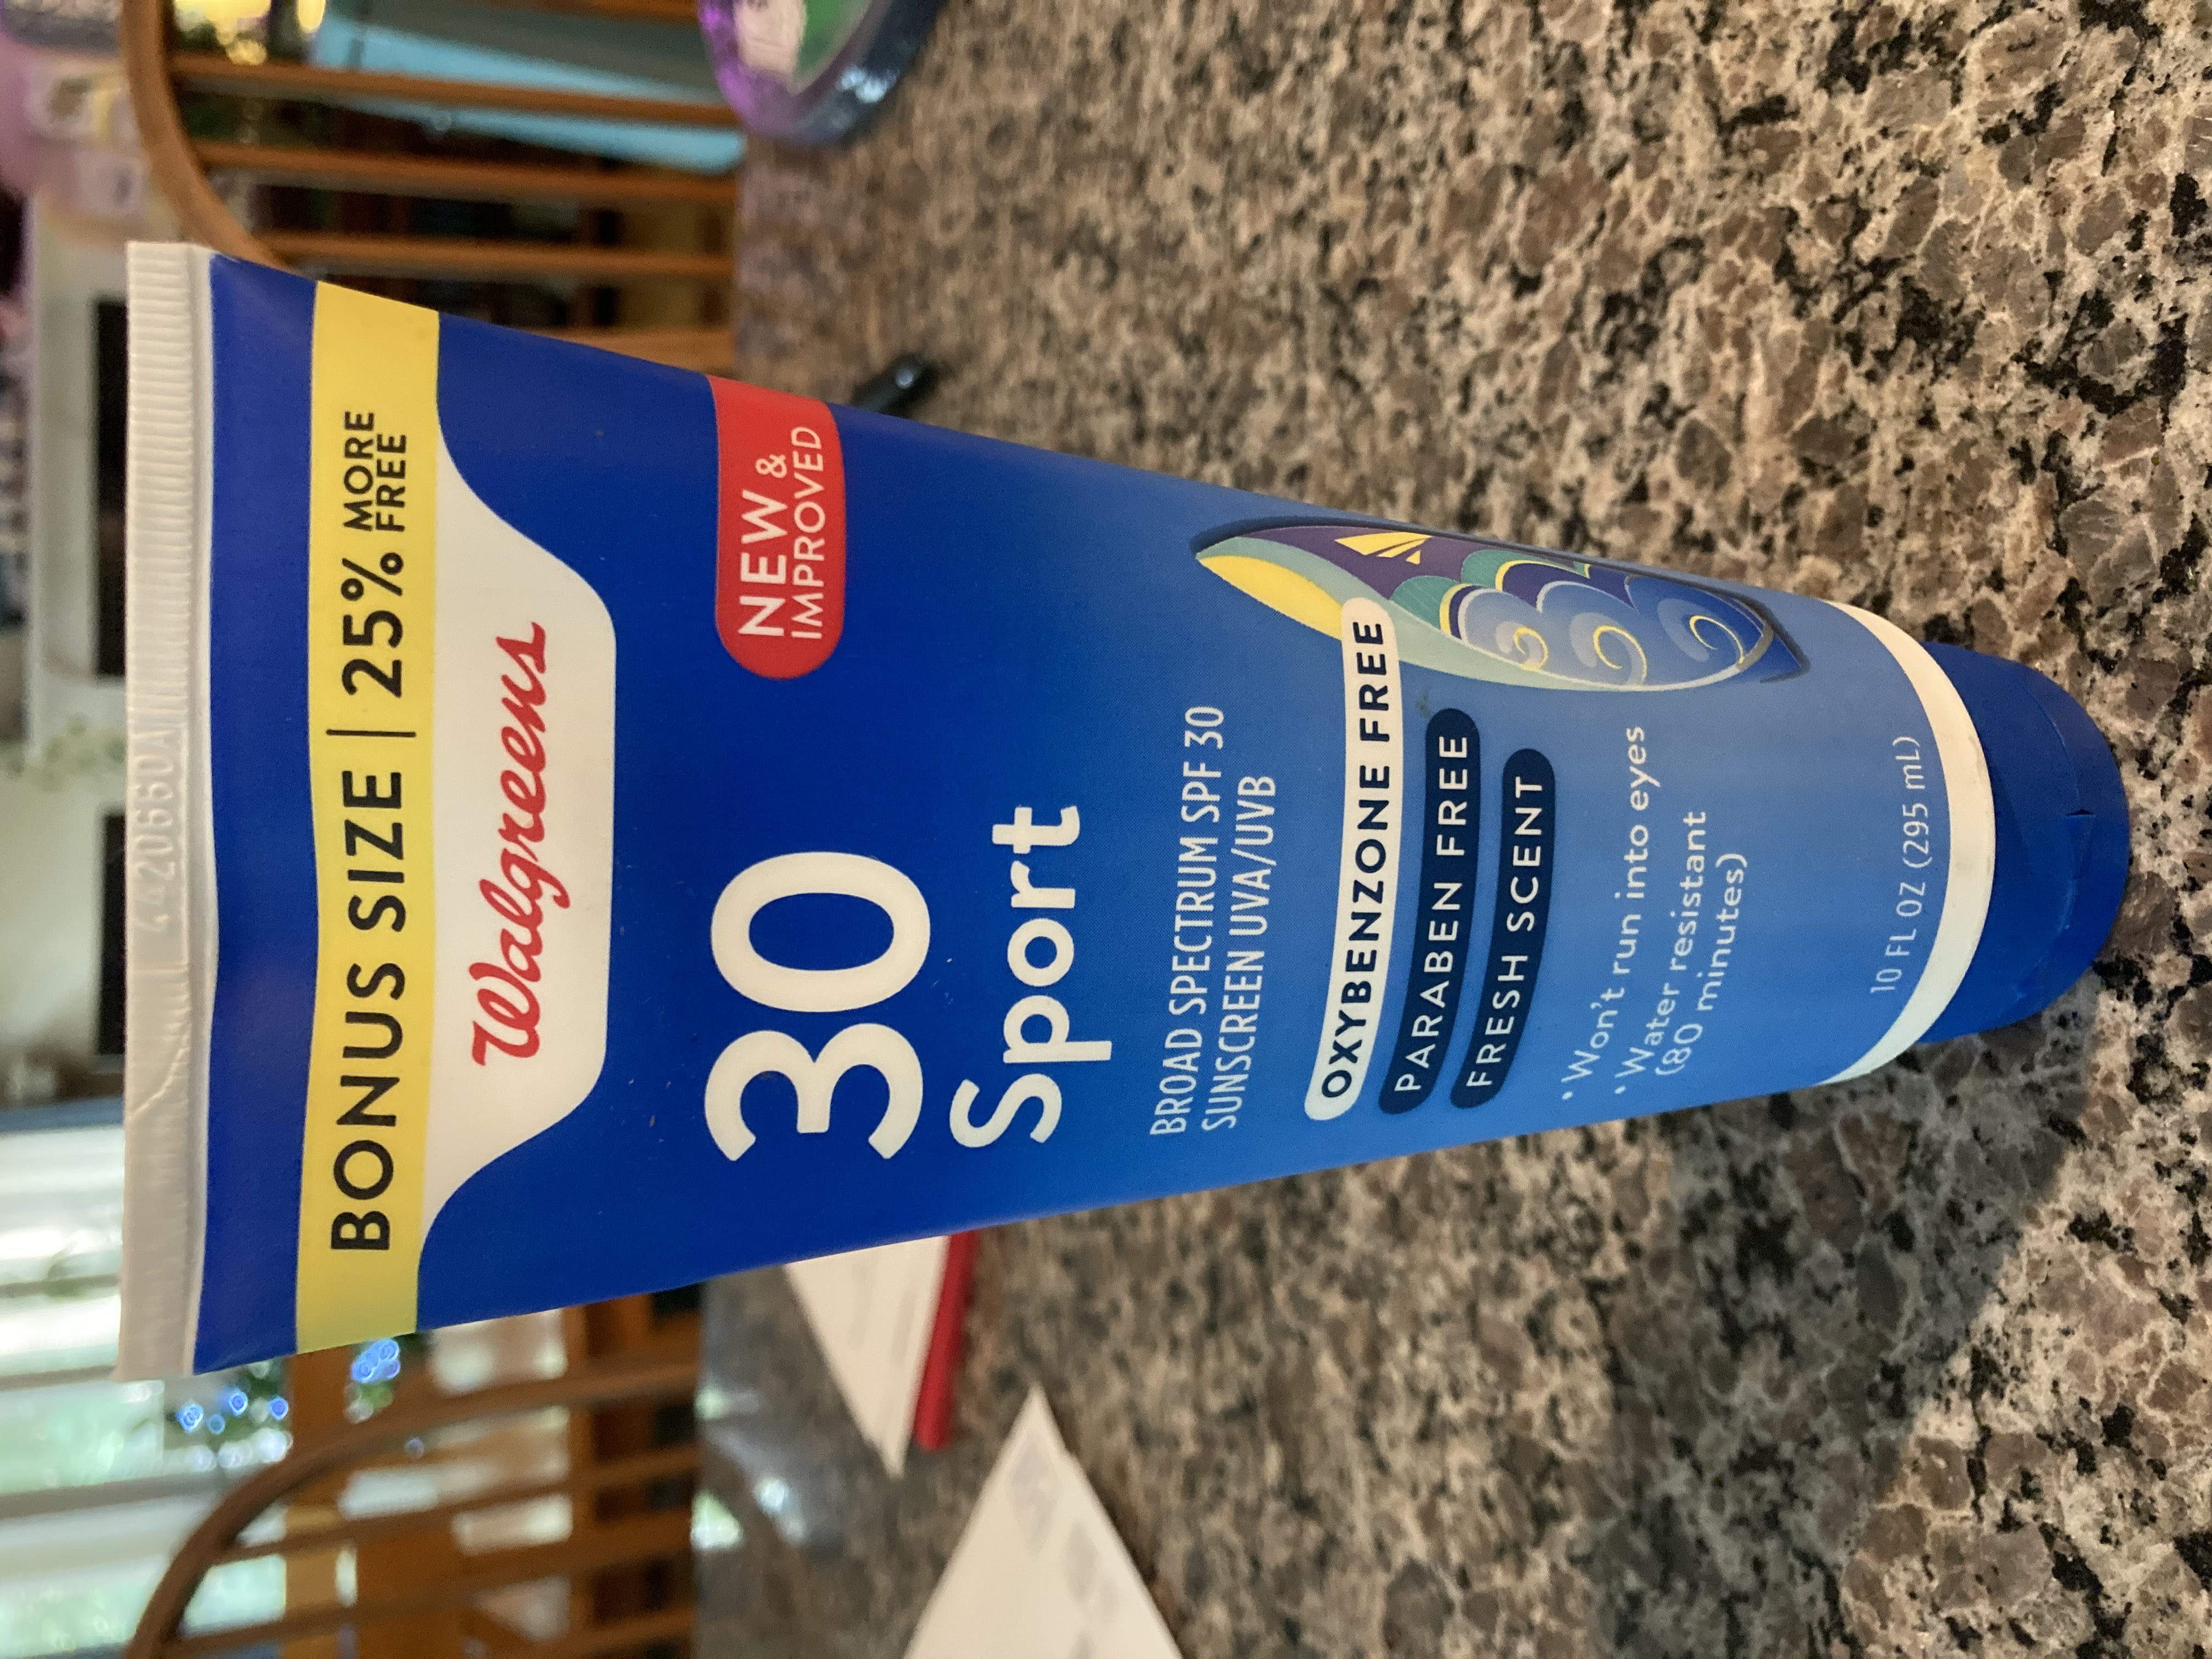 BONUS SIZE | 25% MORE FREE
Walgreens
NEW &
IMPROVED
30
Sport
BROAD SPECTRUM SPF 30
SUNSCREEN UVA/UVB
OXYBENZONE FREE
PARABEN FREE
FRESH SCENT
• Won't run into eyes
• Water resistant
(80 minutes)
10 FL OZ (295 mL)